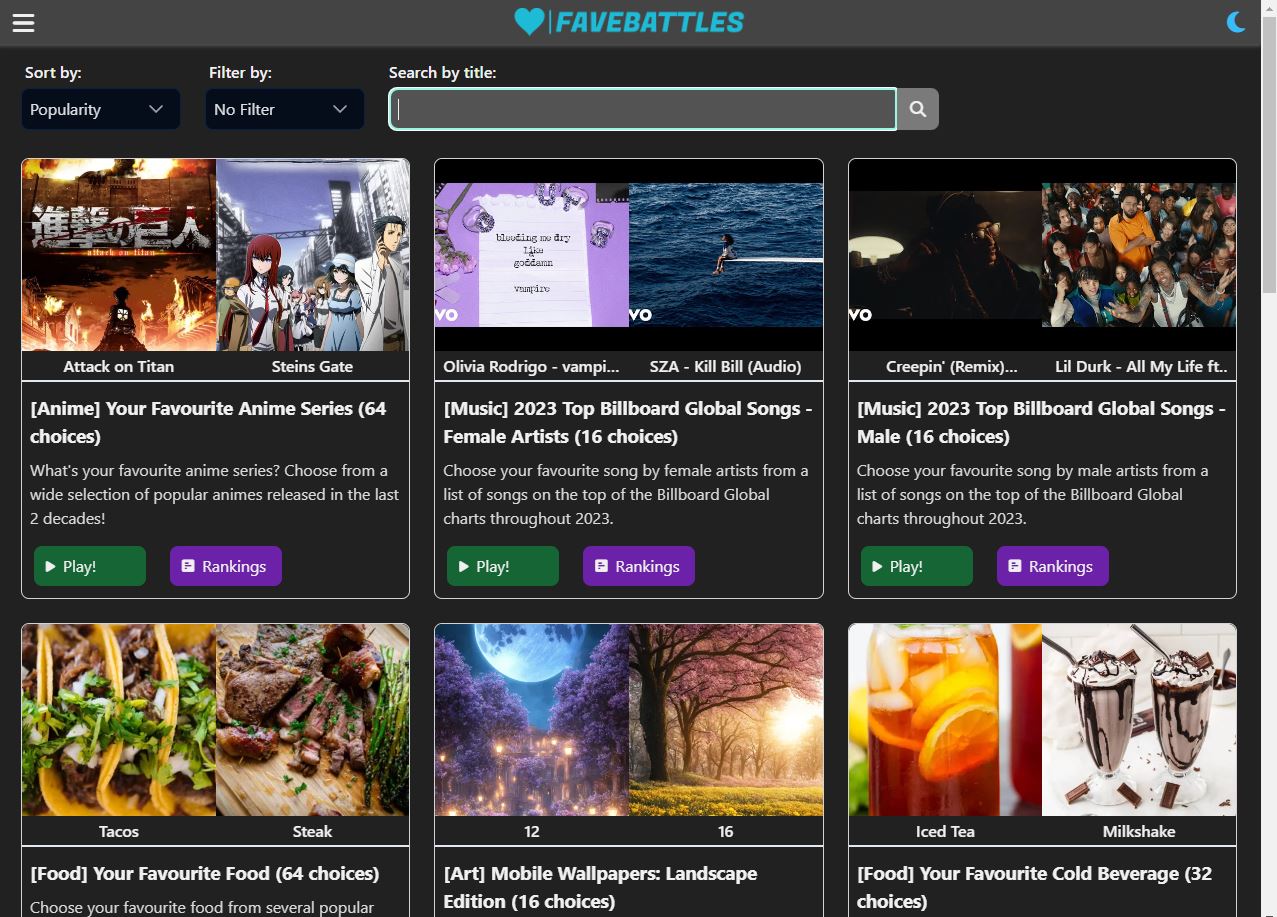 FAVEBATTLES
Sort by:
Filter by:
Search by title:
Popularity
No Filter
進撃の巨人
attack on titan
bleeding me dry
like
goddamn
vampire
VO
VO
VO
Attack on Titan
Steins Gate
Olivia Rodrigo - vampi...
SZA - Kill Bill (Audio)
Creepin' (Remix)...
Lil Durk - All My Life ft..
[Anime] Your Favourite Anime Series (64
choices)
What's your favourite anime series? Choose from a
wide selection of popular animes released in the last
2 decades!
Play!
Rankings
[Music] 2023 Top Billboard Global Songs -
Female Artists (16 choices)
Choose your favourite song by female artists from a
list of songs on the top of the Billboard Global
charts throughout 2023.
Play!
Rankings
[Music] 2023 Top Billboard Global Songs -
Male (16 choices)
Choose your favourite song by male artists from a
list of songs on the top of the Billboard Global
charts throughout 2023.
Play!
Rankings
Tacos
Steak
12
16
Iced Tea
Milkshake
[Food] Your Favourite Food (64 choices)
Choose your favourite food from several popular
[Art] Mobile Wallpapers: Landscape
Edition (16 choices)
[Food] Your Favourite Cold Beverage (32
choices)